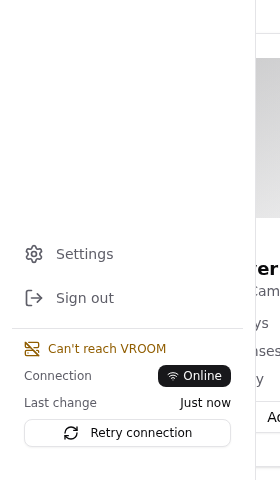 Settings
Sign out
Can't reach VROOM
Connection
Online
Last change
Just now
Retry connection